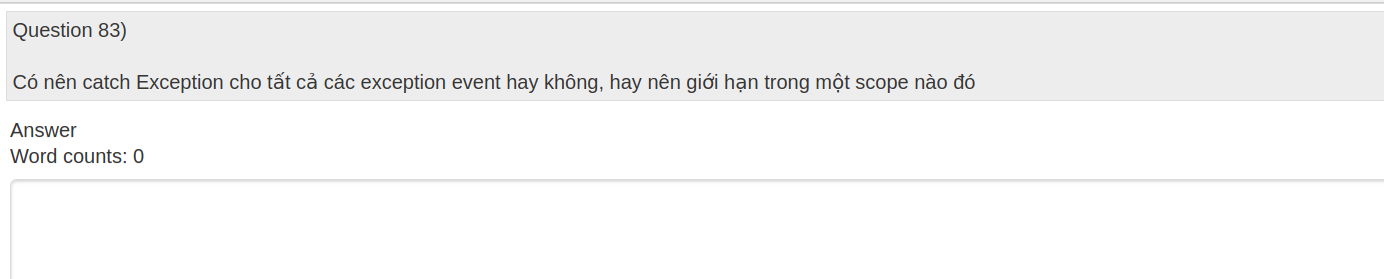 Question 83)
Có nên catch Exception cho tất cả các exception event hay không, hay nên giới hạn trong một scope nào đó
Answer
Word counts: 0